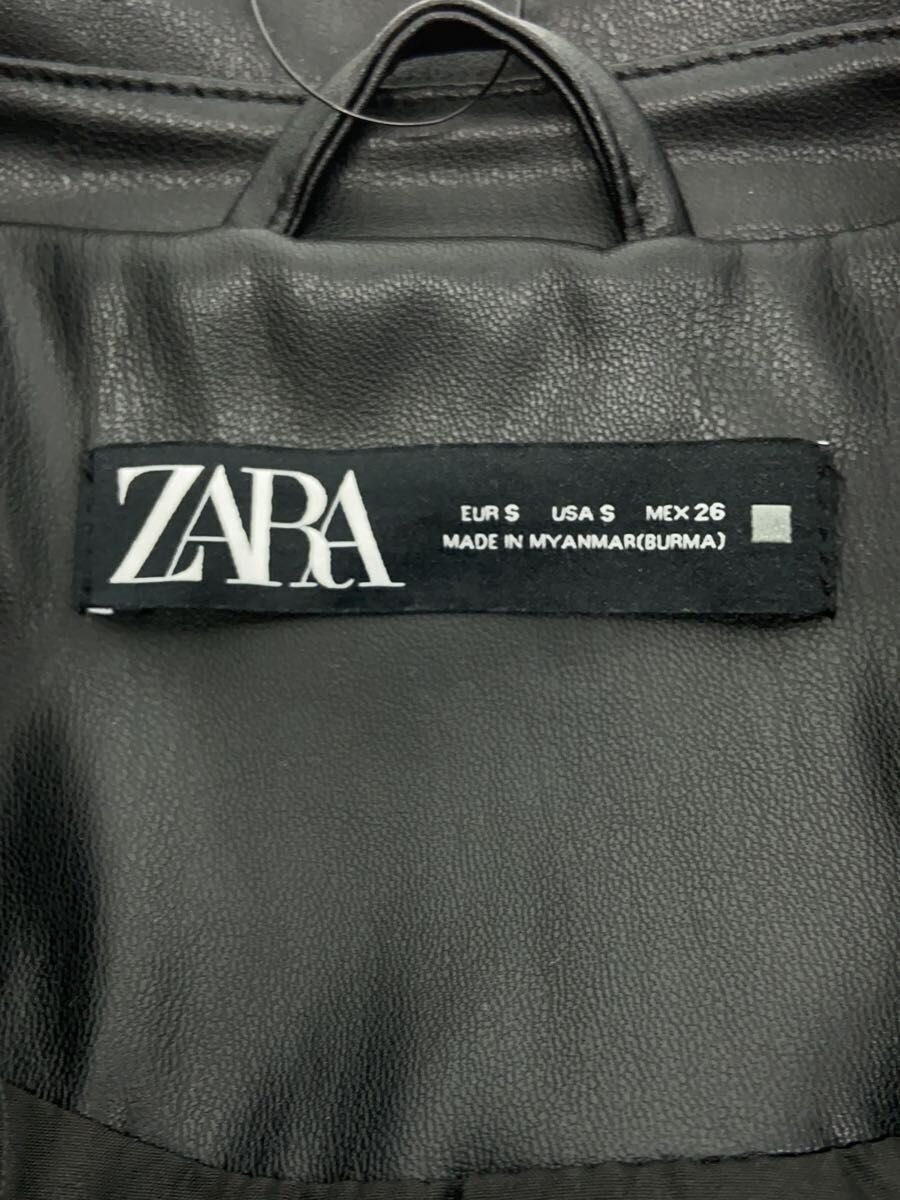 ZARA
EUR S USA S MEX 26
MADE IN MYANMAR(BURMA)